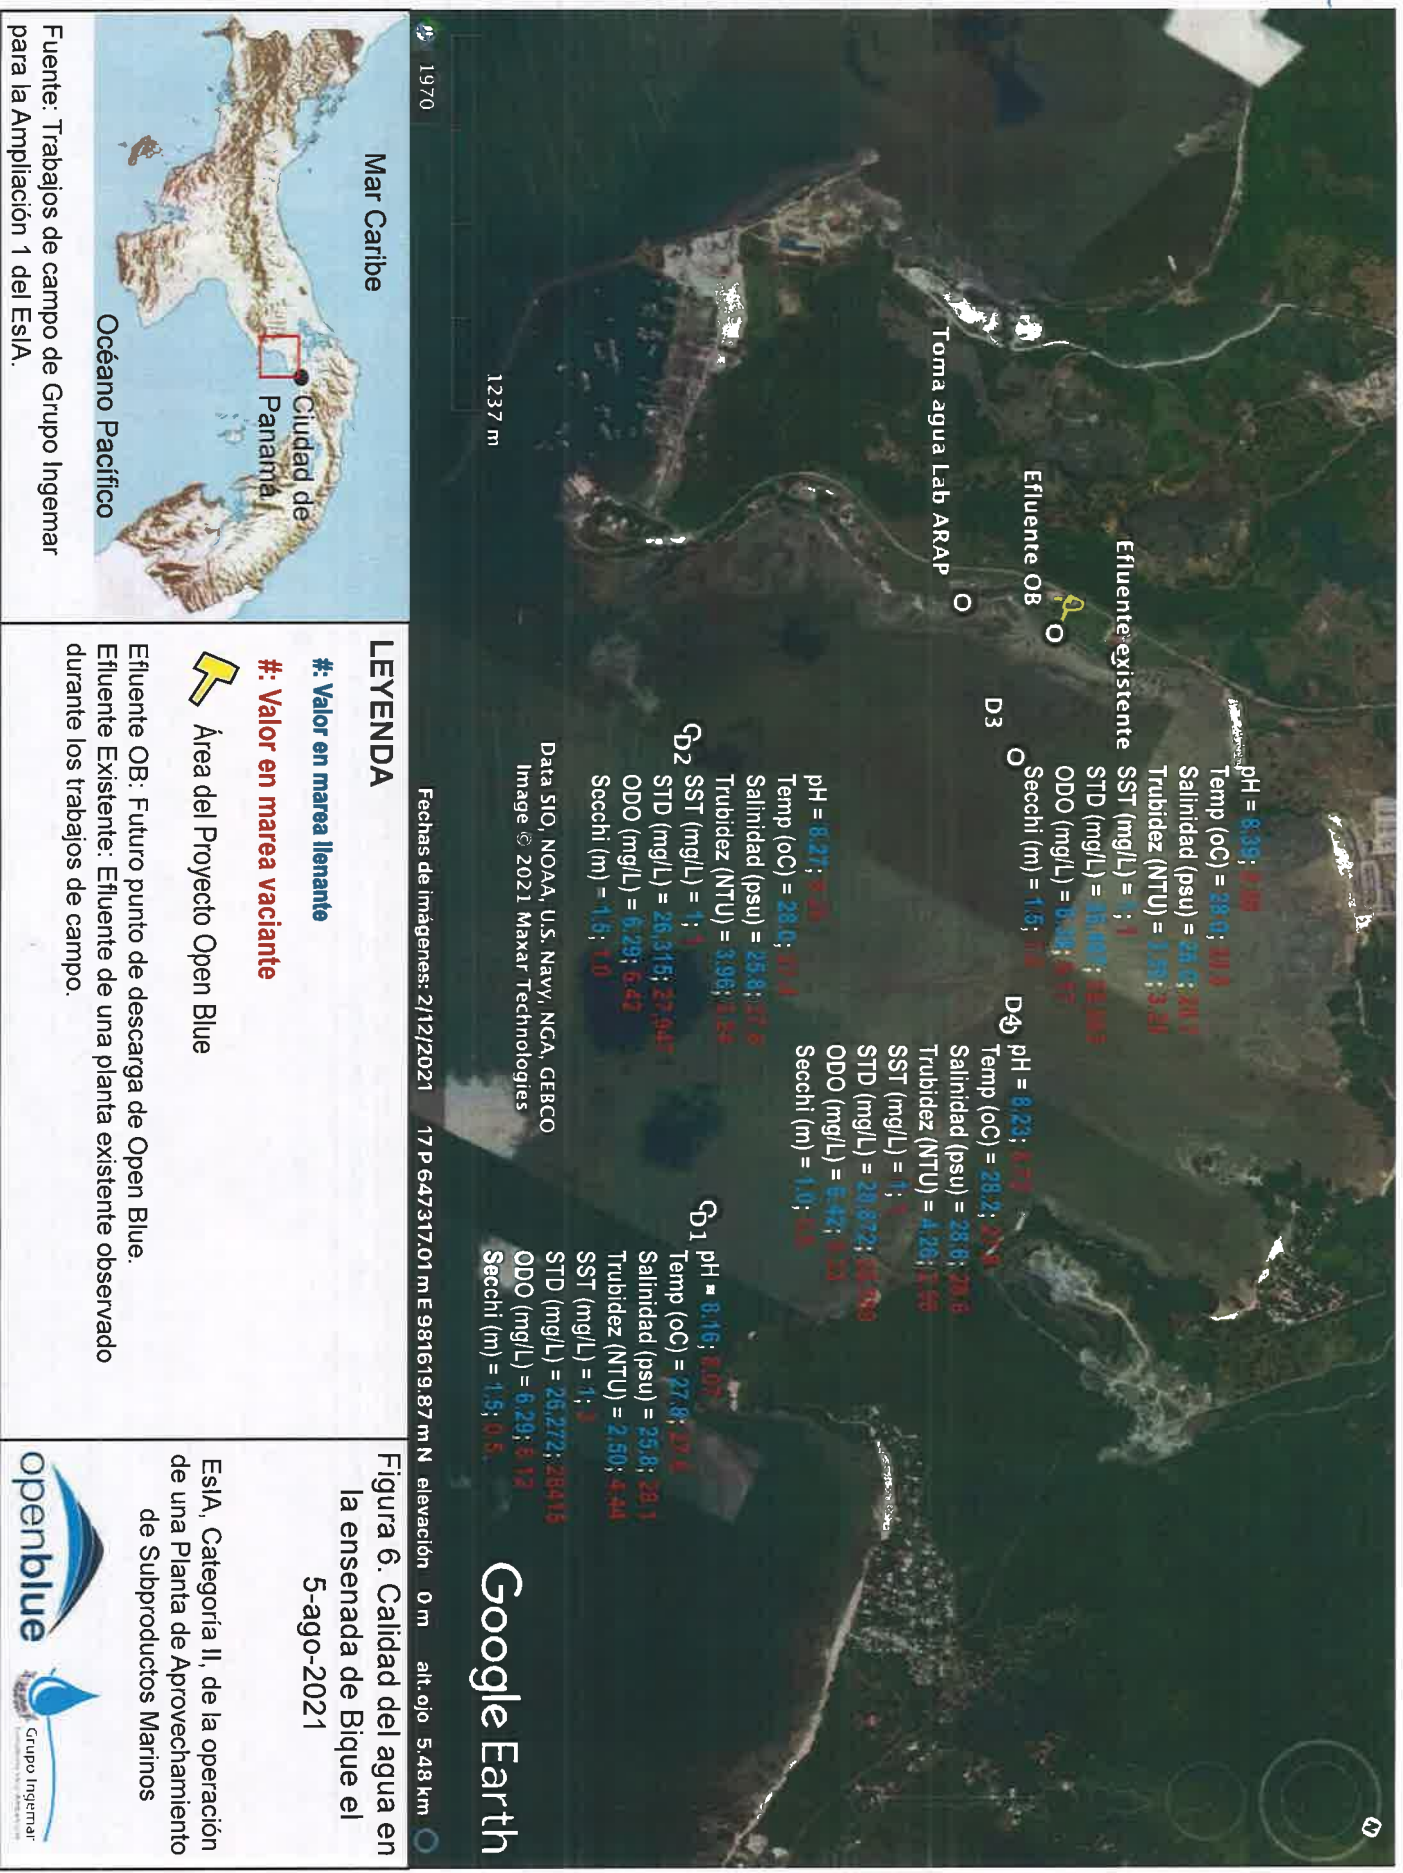 Toma agua Lab ARAP
Efluente OB
Efluente existente
D3
pH = 8.39;
Temp (oC) = 28.0;
Salinidad (psu) = 26.0;
Trubidez (NTU) =
SST (mg/L) = 1; 1
STD (mg/L) =
ODO (mg/L) =
Secchi (m) = 1.5;
D4
pH = 8.23;
Temp (oC) = 28.2;
Salinidad (psu) = 28.6; 28.6
Trubidez (NTU) = 4.26;
SST (mg/L) = 1;
STD (mg/L) = 28,672;
ODO (mg/L) = 6.42;
Secchi (m) = 1.0;
D2
pH = 8.27;
Temp (oC) = 28.0;
Salinidad (psu) = 25.8; 27.6
Trubidez (NTU) = 3.96;
SST (mg/L) = 1;
STD (mg/L) = 26,315; 27,947
ODO (mg/L) = 6.29; 6.42
Secchi (m) = 1.5; 1.0
D1
pH = 8.16; 8.07
Temp (oC) = 27.8;
Salinidad (psu) = 25.8; 28.1
Trubidez (NTU) = 2.50; 4.44
SST (mg/L) = 1;
STD (mg/L) = 26,272; 28415
ODO (mg/L) = 6.29; 6.12
Secchi (m) = 1.5; 0.5
1237 m
Data SIO, NOAA, U.S. Navy, NGA, GEBCO
Image © 2021 Maxar Technologies
Google Earth
N
1970
Fechas de imágenes: 2/12/2021 17 P 647317.01 m E 981619.87 m N elevación 0 m alt. ojo 5.48 km
Mar Caribe
Ciudad de
Panamá
Océano Pacífico
Fuente: Trabajos de campo de Grupo Ingemar
para la Ampliación 1 del EsIA.
LEYENDA
#: Valor en marea llenante
#: Valor en marea vaciante
Área del Proyecto Open Blue
Efluente OB: Futuro punto de descarga de Open Blue.
Efluente Existente: Efluente de una planta existente observado
durante los trabajos de campo.
Figura 6. Calidad del agua en
la ensenada de Bique el
5-ago-2021
EsIA, Categoría II, de la operación
de una Planta de Aprovechamiento
de Subproductos Marinos
openblue
Grupo Ingemar